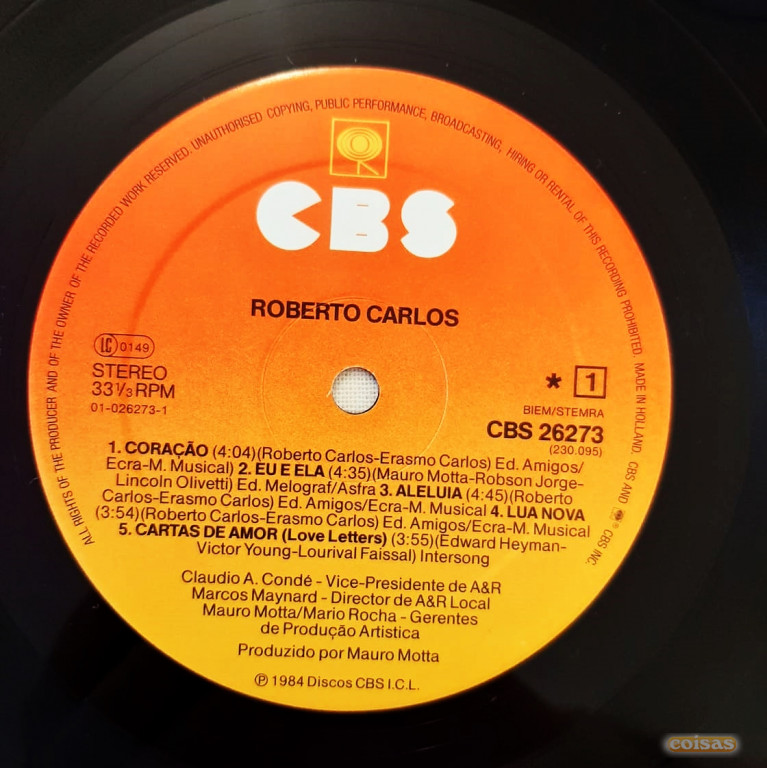 ALL RIGHTS OF THE PRODUCER AND OF THE OWNER OF THE RECORDED WORK RESERVED. UNAUTHORISED COPYING, PUBLIC PERFORMANCE, BROADCASTING, HIRING OR RENTAL OF THIS RECORDING PROHIBITED. MADE IN HOLLAND. CBS AND ® CBS INC.
CBS
ROBERTO CARLOS
LC 0149
STEREO
33⅓ RPM
01-026273-1
* 1
BIEM/STEMRA
CBS 26273
(230.095)
1. CORAÇÃO (4:04)(Roberto Carlos-Erasmo Carlos) Ed. Amigos/
Ecra-M. Musical) 2. EU E ELA (4:35)(Mauro Motta-Robson Jorge-
Lincoln Olivetti) Ed. Melograf/Asfra 3. ALELUIA (4:45)(Roberto
Carlos-Erasmo Carlos) Ed. Amigos/Ecra-M. Musical 4. LUA NOVA
(3:54)(Roberto Carlos-Erasmo Carlos) Ed. Amigos/Ecra-M. Musical
5. CARTAS DE AMOR (Love Letters) (3:55)(Edward Heyman-
Victor Young-Lourival Faissal) Intersong
Claudio A. Condé - Vice-Presidente de A&R
Marcos Maynard - Director de A&R Local
Mauro Motta/Mario Rocha - Gerentes
de Produção Artistica
Produzido por Mauro Motta
℗ 1984 Discos CBS I.C.L.
coisas